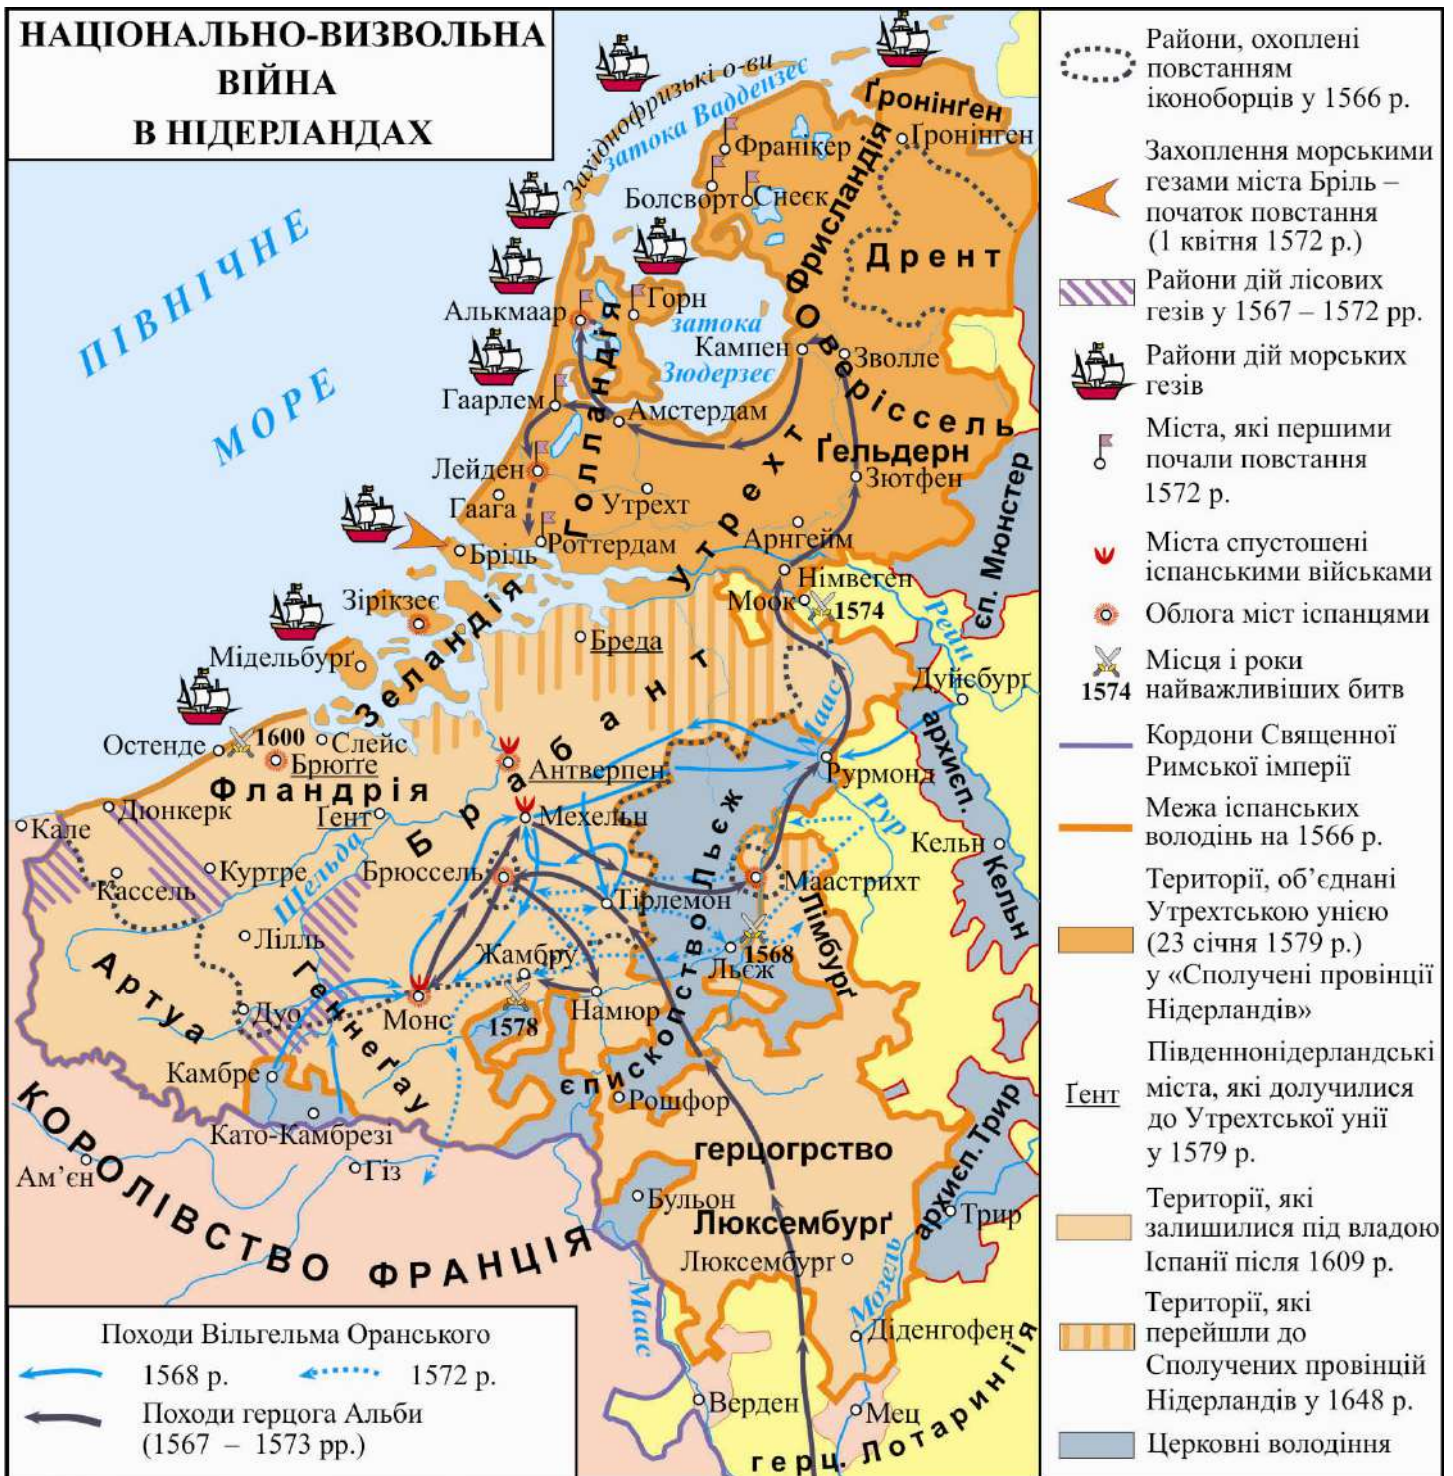 НАЦІОНАЛЬНО-ВИЗВОЛЬНА
ВІЙНА
В НІДЕРЛАНДАХ
Західнофризькі о-ви
затока Ваддензеє
Ґронінґен
Ґронінген
Франікер
Болсворт
Снеєк
Фрисландія
Дрент
ПІВНІЧНЕ
МОРЕ
Алькмаар
Горн
затока
Зюдерзеє
Кампен
Зволле
Оверіссель
Гаарлем
Амстердам
Голландія
Лейден
Гаага
Утрехт
Утрехт
Ґельдерн
Зютфен
Роттердам
Арнгейм
Бріль
Німвеген
Моок
1574
єп. Мюнстер
Рейн
Зірікзеє
Мідельбурґ
Зеландія
Бреда
Дуйсбурґ
Маас
Остенде
1600
Слейс
Брюґґе
Фландрія
Антверпен
Брабант
Рурмонд
архиєп.
Кельн
Дюнкерк
Кале
Ґент
Мехельн
Рур
Кельн
Куртре
Шельда
Брюссель
Кассель
Тірлемон
Маастрихт
Лімбурґ
Лілль
Жамбру
1568
Льєж
Артуа
Геннеґау
Дуо
Монс
1578
Намюр
єпископство Льєж
Камбре
Рошфор
Като-Камбрезі
герцогрство
Люксембурґ
Ам’єн
Гіз
Бульон
архиєп. Трир
Трир
Люксембурґ
КОРОЛІВСТВО ФРАНЦІЯ
Маас
Мозель
Діденгофен
Верден
Мец
герц. Лотарингія
Походи Вільгельма Оранського
1568 р.
1572 р.
Походи герцога Альби
(1567 – 1573 рр.)
Райони, охоплені
повстанням
іконоборців у 1566 р.
Захоплення морськими
гезами міста Бріль –
початок повстання
(1 квітня 1572 р.)
Райони дій лісових
гезів у 1567 – 1572 рр.
Райони дій морських
гезів
Міста, які першими
почали повстання
1572 р.
Міста спустошені
іспанськими військами
Облога міст іспанцями
1574
Місця і роки
найважливіших битв
Кордони Священної
Римської імперії
Межа іспанських
володінь на 1566 р.
Території, об’єднані
Утрехтською унією
(23 січня 1579 р.)
у «Сполучені провінції
Нідерландів»
Ґент
Південнонідерландські
міста, які долучилися
до Утрехтської унії
у 1579 р.
Території, які
залишилися під владою
Іспанії після 1609 р.
Території, які
перейшли до
Сполучених провінцій
Нідерландів у 1648 р.
Церковні володіння